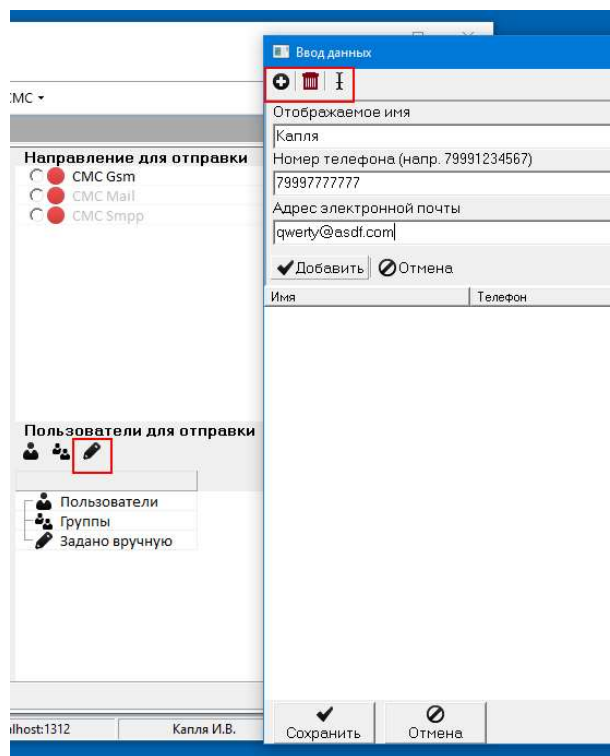 СМС
Направление для отправки
СМС Gsm
СМС Mail
СМС Smpp
Пользователи для отправки
Пользователи
Группы
Задано вручную
lhost:1312
Капля И.В.
Ввод данных
Отображаемое имя
Капля
Номер телефона (напр. 79991234567)
79997777777
Адрес электронной почты
qwerty@asdf.com
Добавить Отмена
Имя Телефон
Сохранить Отмена